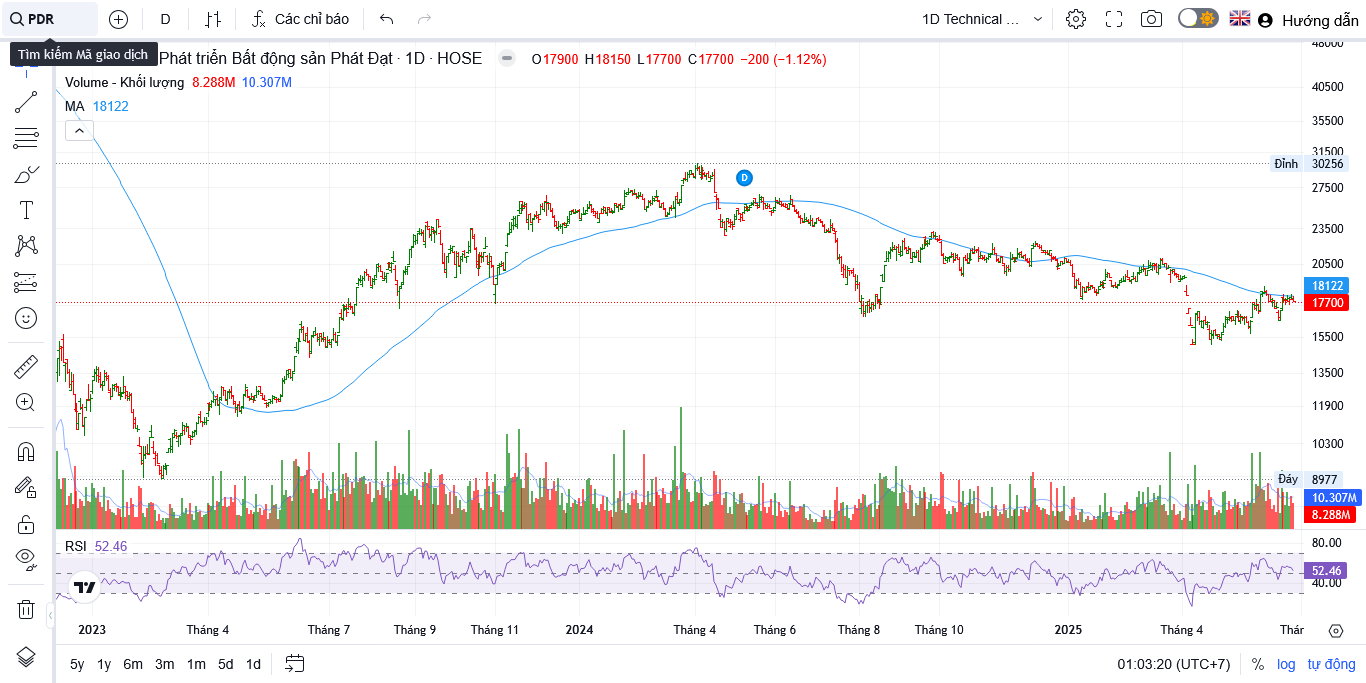 PDR
D
Các chỉ báo
1D Technical ...
Hướng dẫn
Tìm kiếm Mã giao dịch
Phát triển Bất động sản Phát Đạt · 1D · HOSE
O17900 H18150 L17700 C17700 −200 (−1.12%)
Volume - Khối lượng 8.288M 10.307M
MA 18122
48000
40500
35500
31500
Đỉnh 30256
D
27500
23500
20500
18122
17700
15500
13500
11900
10300
Đáy 8977
10.307M
8.288M
RSI 52.46
80.00
52.46
40.00
2023 Tháng 4 Tháng 7 Tháng 9 Tháng 11 2024 Tháng 4 Tháng 6 Tháng 8 Tháng 10 2025 Tháng 4 Thár
5y 1y 6m 3m 1m 5d 1d
01:03:20 (UTC+7) % log tự động